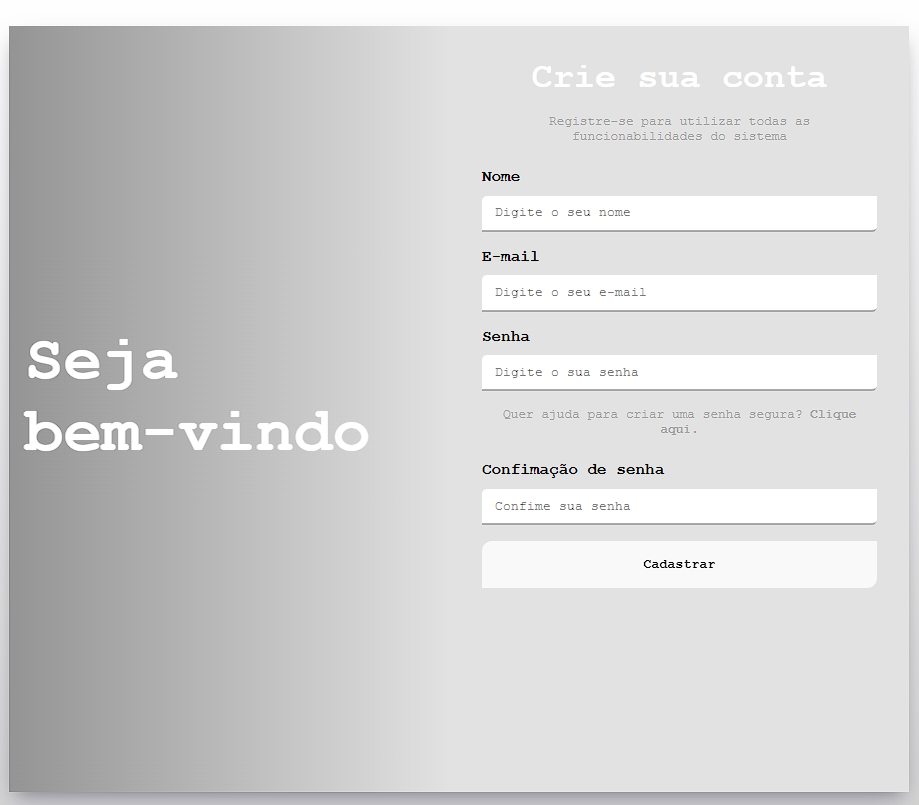 Seja
bem-vindo
Crie sua conta
Registre-se para utilizar todas as
funcionabilidades do sistema
Nome
Digite o seu nome
E-mail
Digite o seu e-mail
Senha
Digite o sua senha
Quer ajuda para criar uma senha segura? Clique
aqui.
Confimação de senha
Confime sua senha
Cadastrar